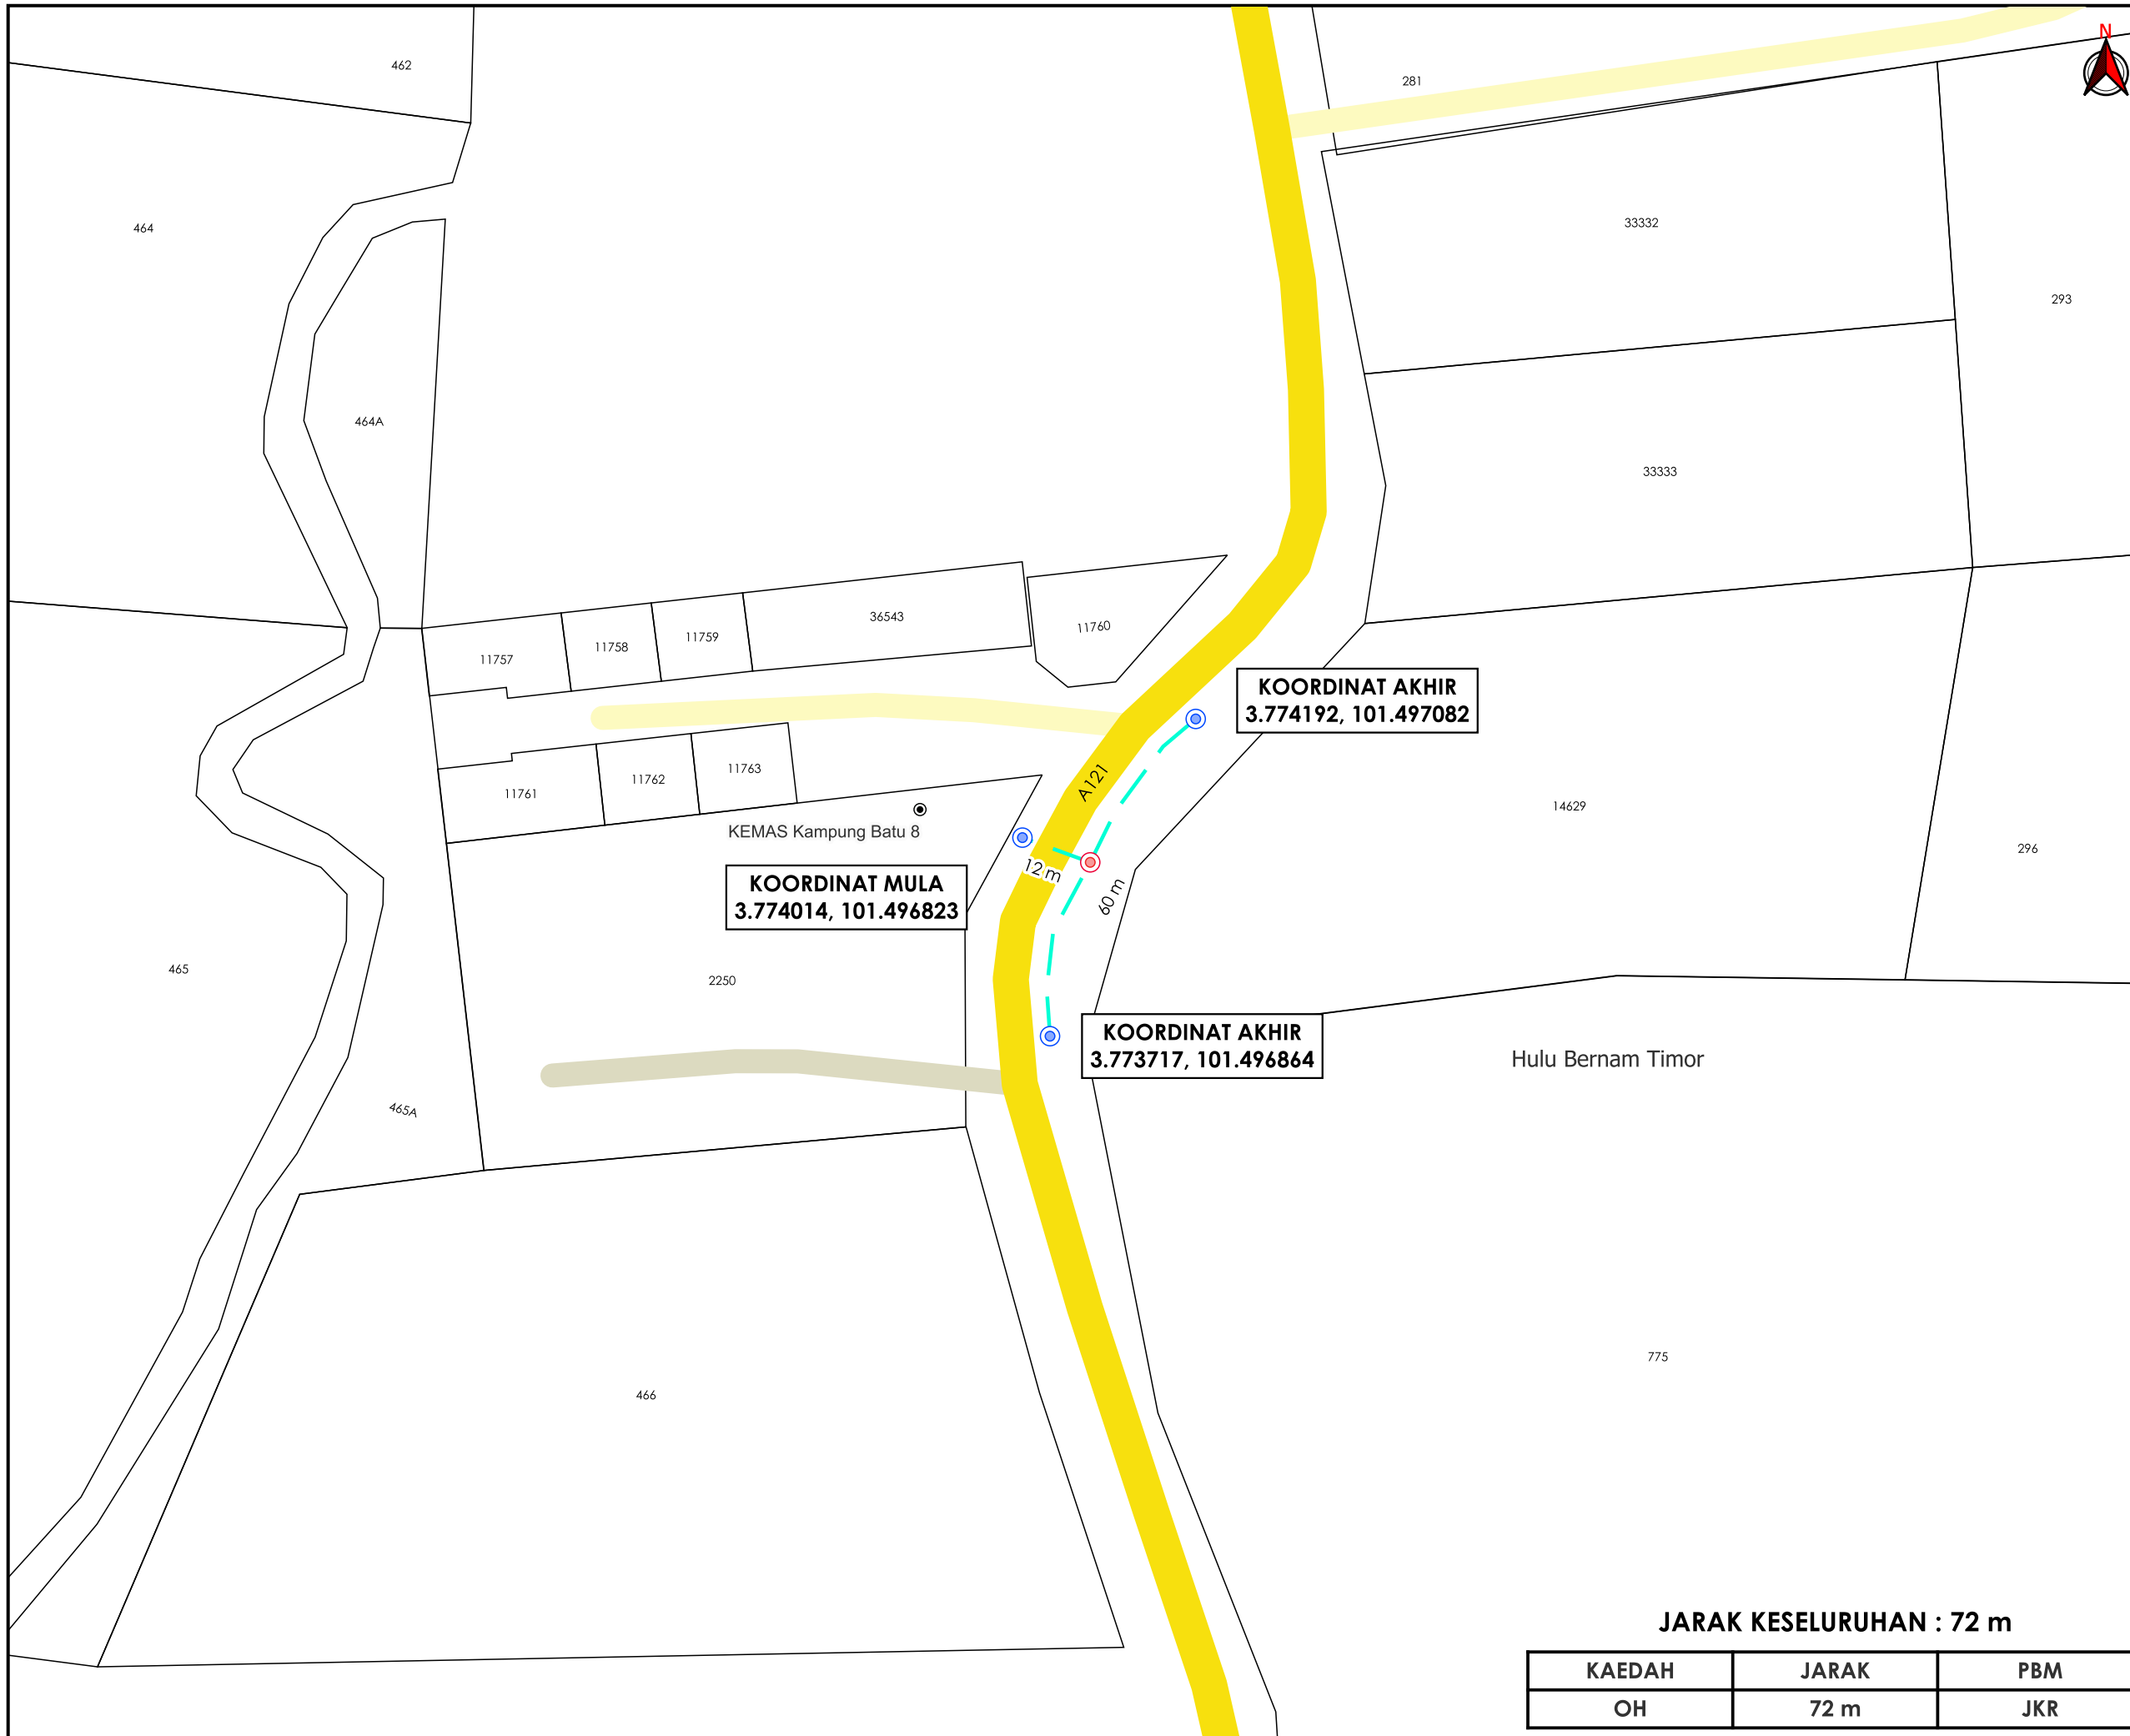 N
462
281
464
33332
293
464A
33333
36543
11760
11759
11758
11757
KOORDINAT AKHIR
3.774192, 101.497082
11763
11762
11761
A121
14629
KEMAS Kampung Batu 8
296
12 m
60 m
KOORDINAT MULA
3.774014, 101.496823
465
2250
KOORDINAT AKHIR
3.773717, 101.496864
Hulu Bernam Timor
465A
775
466
JARAK KESELURUHAN : 72 m
KAEDAH JARAK PBM
OH 72 m JKR